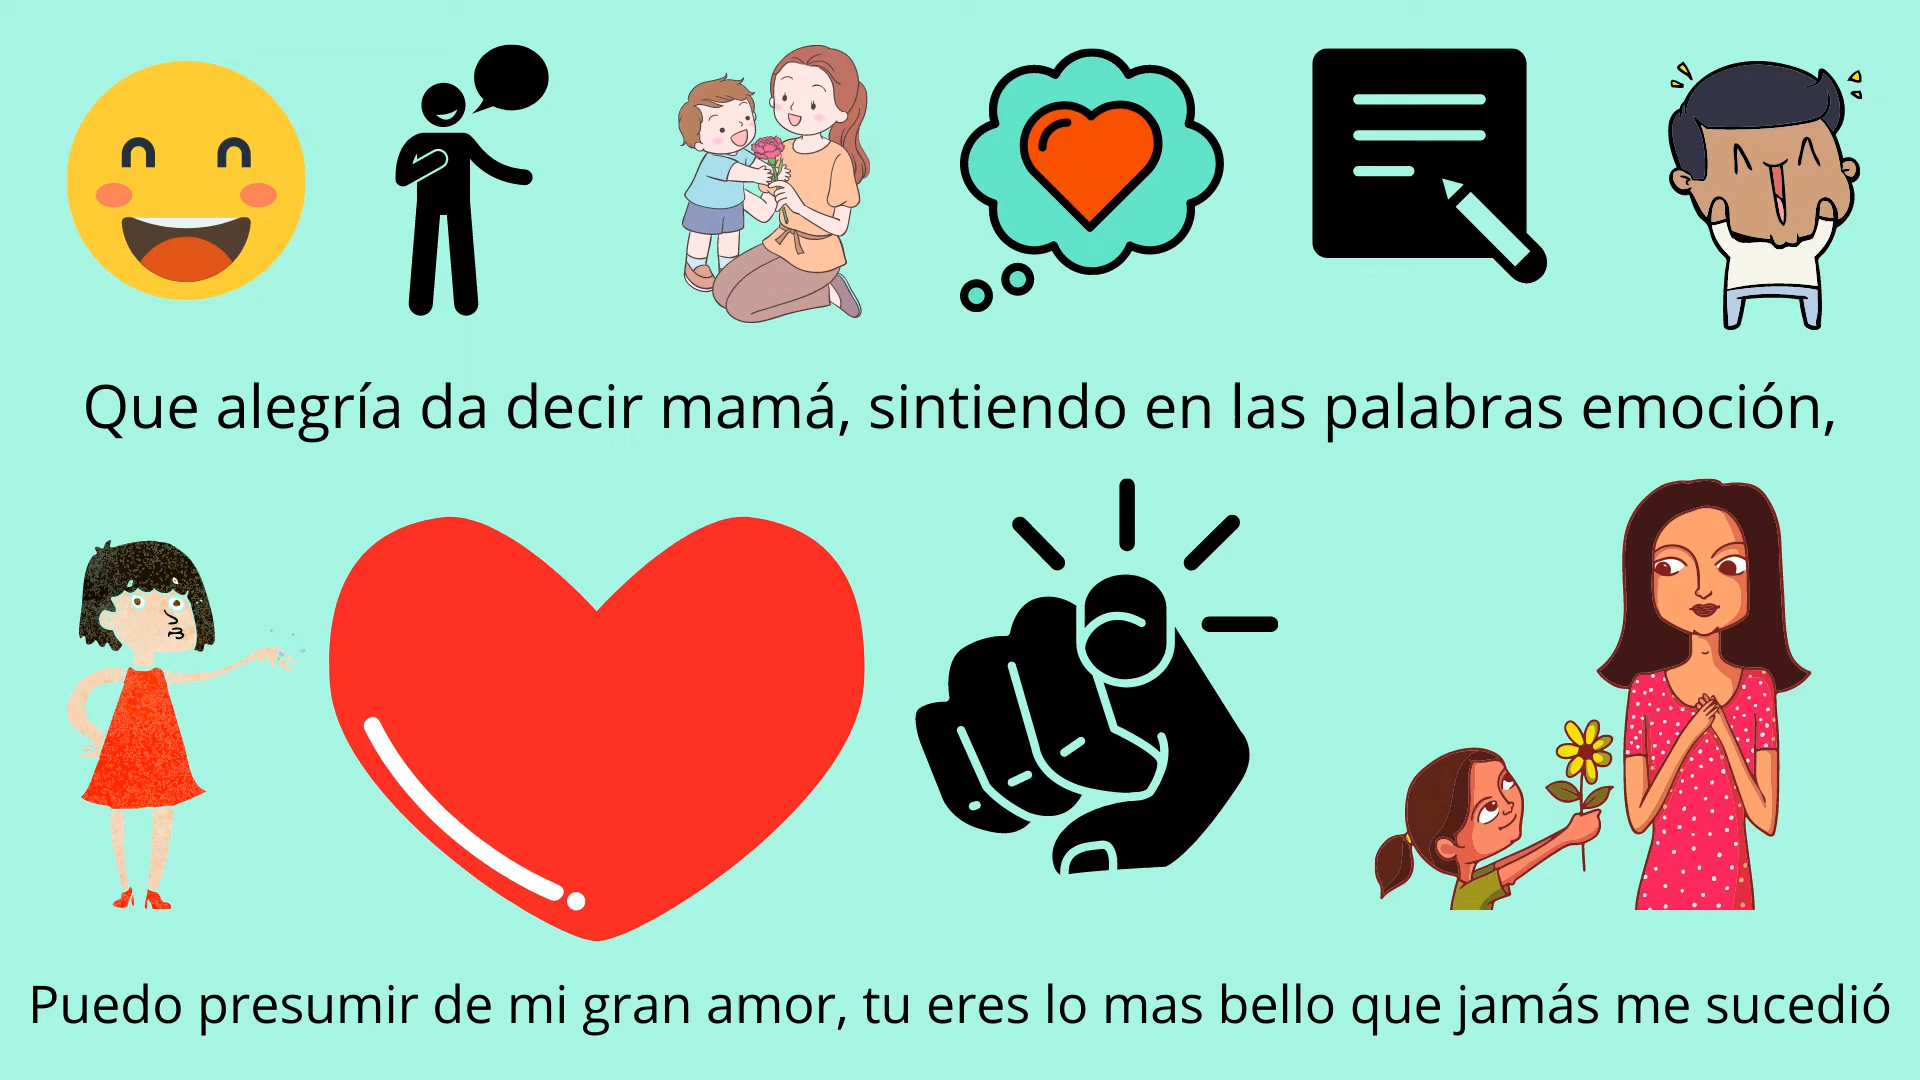 Que alegría da decir mamá, sintiendo en las palabras emoción,
Puedo presumir de mi gran amor, tu eres lo mas bello que jamás me sucedió